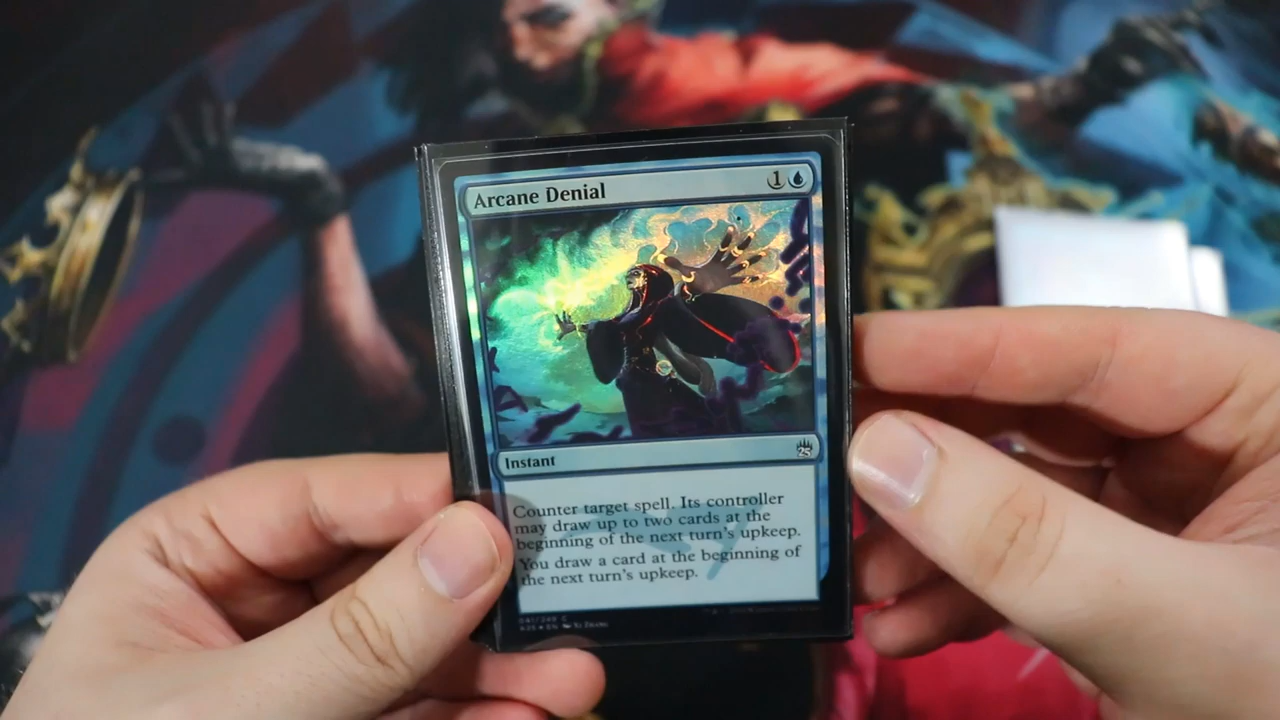 Arcane Denial 1
Instant 25
Counter target spell. Its controller
may draw up to two cards at the
beginning of the next turn's upkeep.
You draw a card at the beginning of
the next turn's upkeep.